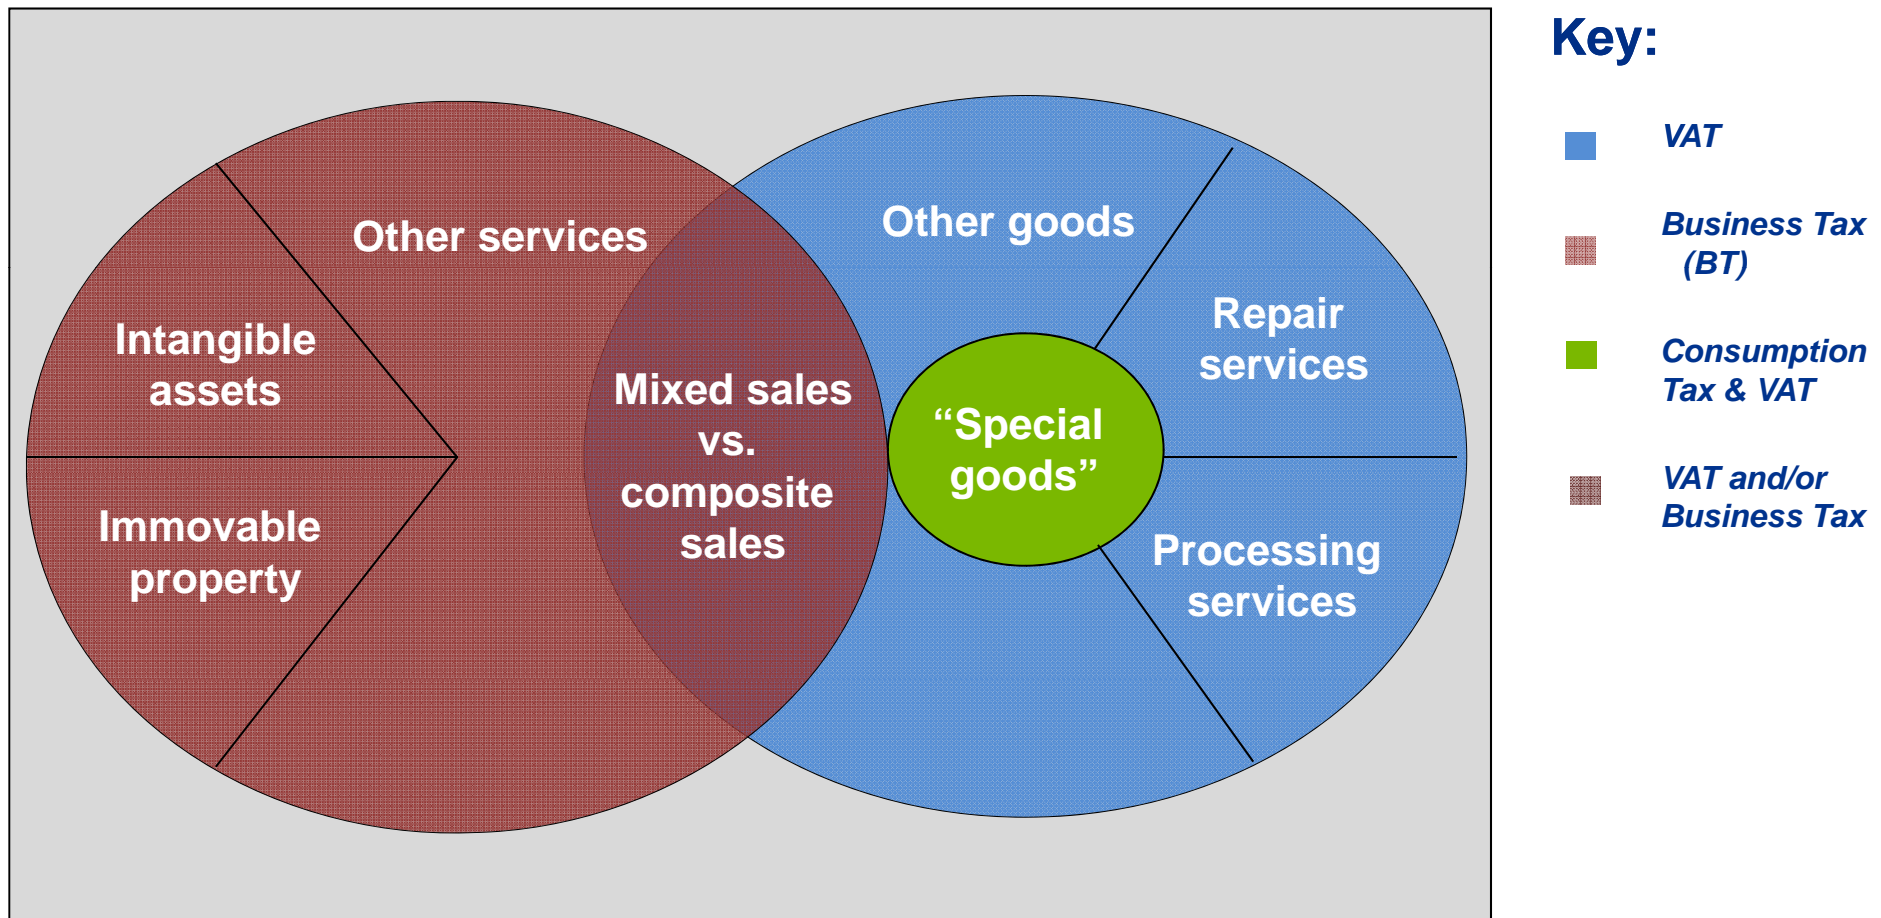 Other services
Intangible
assets
Immovable
property
Mixed sales
vs.
composite
sales
Other goods
“Special
goods”
Repair
services
Processing
services
Key:
VAT
Business Tax
(BT)
Consumption
Tax & VAT
VAT and/or
Business Tax